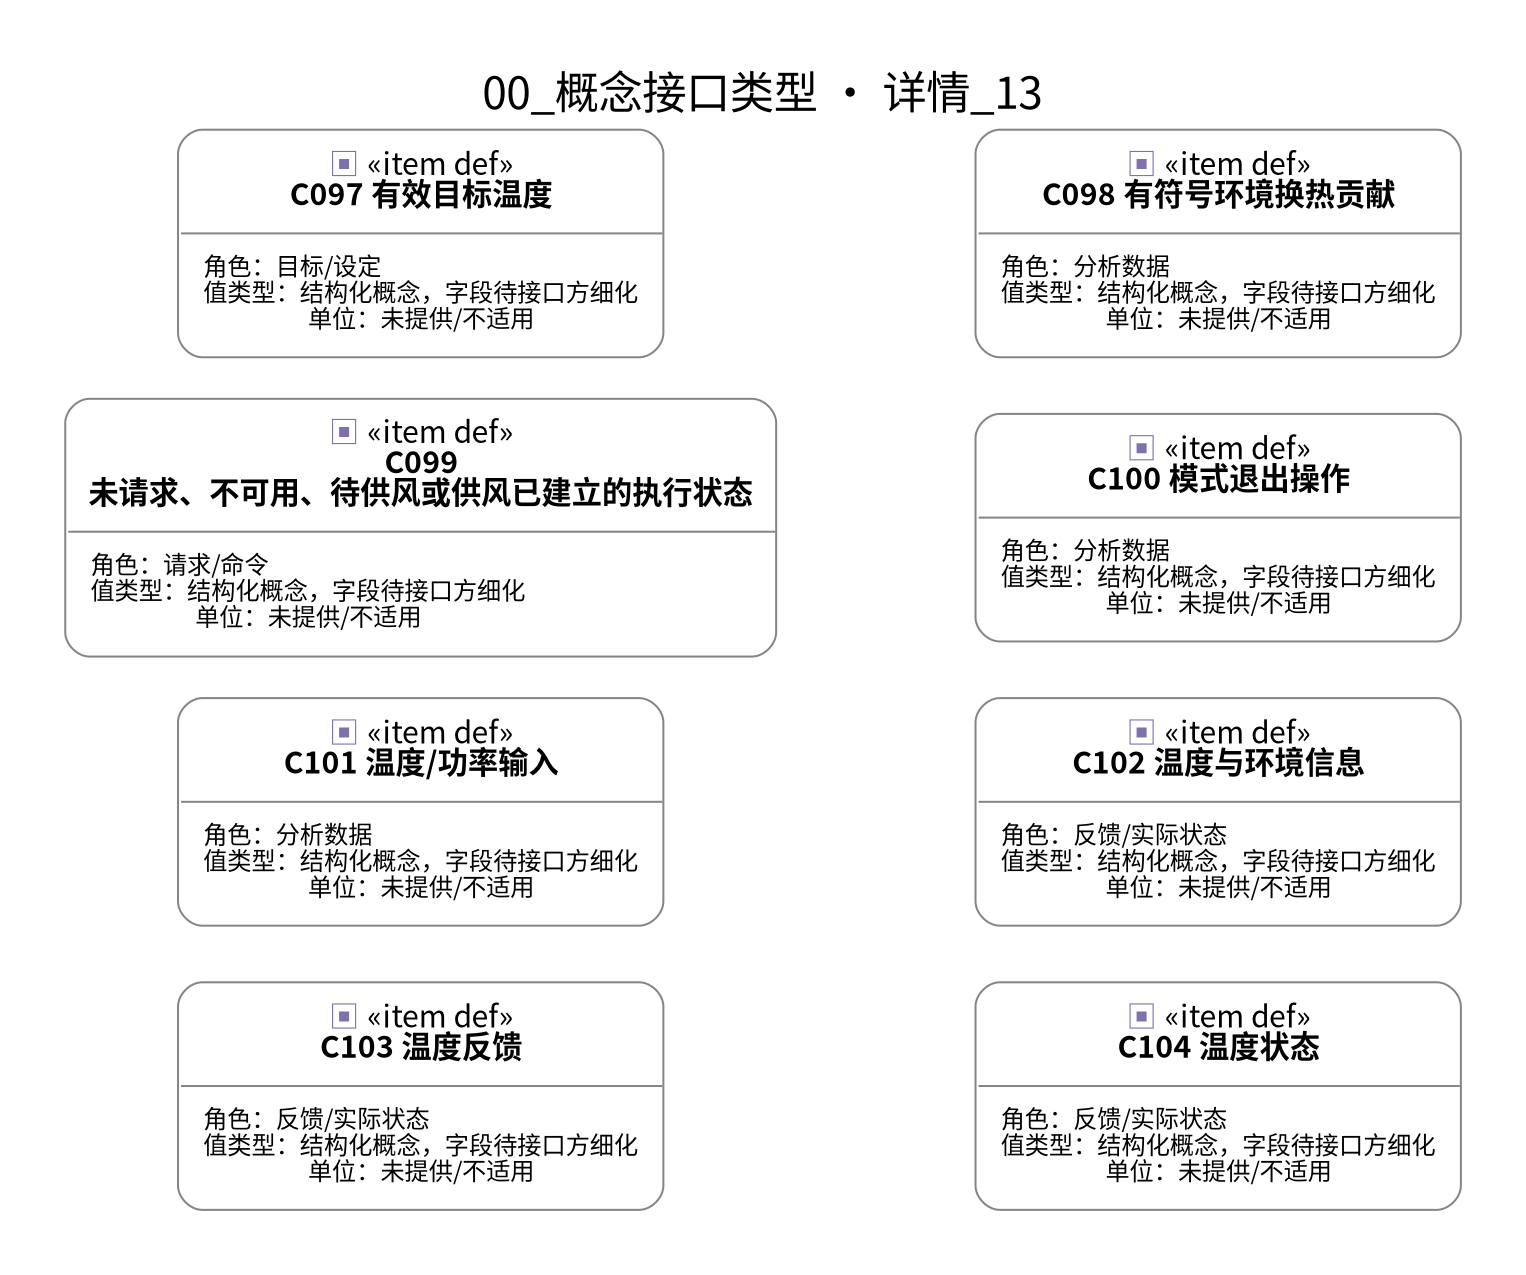 00_概念接口类型 · 详情_13
«item def»
C097 有效目标温度
角色：目标/设定
值类型：结构化概念，字段待接口方细化
单位：未提供/不适用
«item def»
C098 有符号环境换热贡献
角色：分析数据
值类型：结构化概念，字段待接口方细化
单位：未提供/不适用
«item def»
C099
未请求、不可用、待供风或供风已建立的执行状态
角色：请求/命令
值类型：结构化概念，字段待接口方细化
单位：未提供/不适用
«item def»
C100 模式退出操作
角色：分析数据
值类型：结构化概念，字段待接口方细化
单位：未提供/不适用
«item def»
C101 温度/功率输入
角色：分析数据
值类型：结构化概念，字段待接口方细化
单位：未提供/不适用
«item def»
C102 温度与环境信息
角色：反馈/实际状态
值类型：结构化概念，字段待接口方细化
单位：未提供/不适用
«item def»
C103 温度反馈
角色：反馈/实际状态
值类型：结构化概念，字段待接口方细化
单位：未提供/不适用
«item def»
C104 温度状态
角色：反馈/实际状态
值类型：结构化概念，字段待接口方细化
单位：未提供/不适用